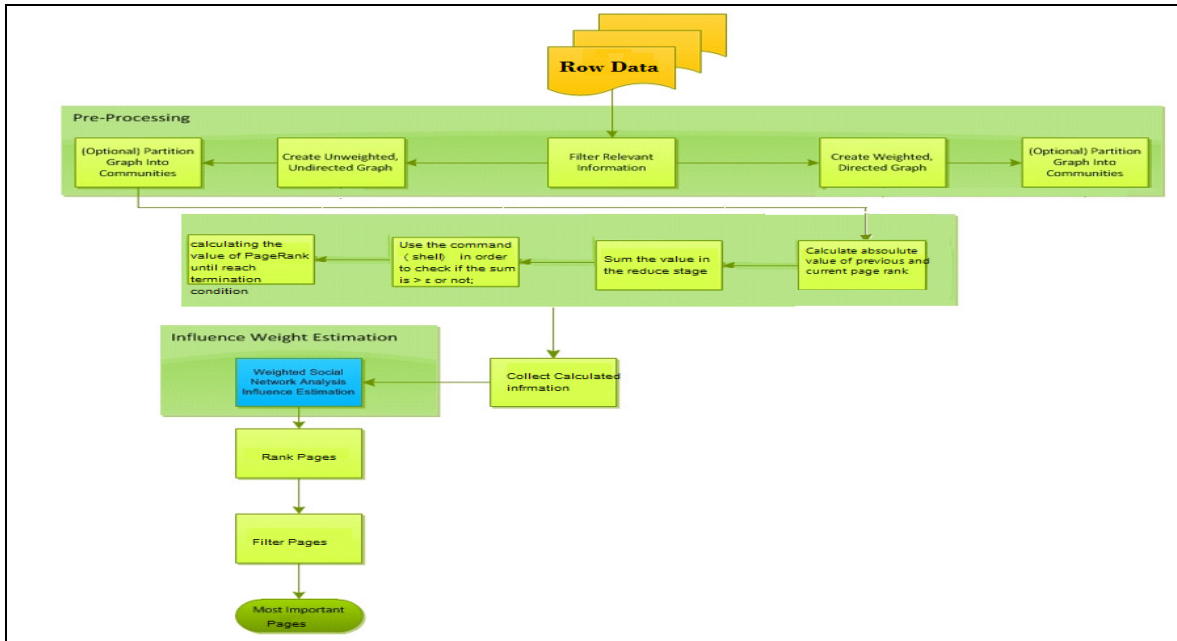 Row Data
Pre-Processing
(Optional) Partition
Graph Into
Communities
Create Unweighted,
Undirected Graph
Filter Relevant
Information
Create Weighted,
Directed Graph
(Optional) Partition
Graph Into
Communities
calculating the
value of PageRank
until reach
termination
condition
Use the command
( shell) in order
to check if the sum
is > ε or not;
Sum the value in
the reduce stage
Calculate absoulute
value of previous and
current page rank
Influence Weight Estimation
Weighted Social
Network Analysis
Influence Estimation
Collect Calculated
infrmation
Rank Pages
Filter Pages
Most Important
Pages